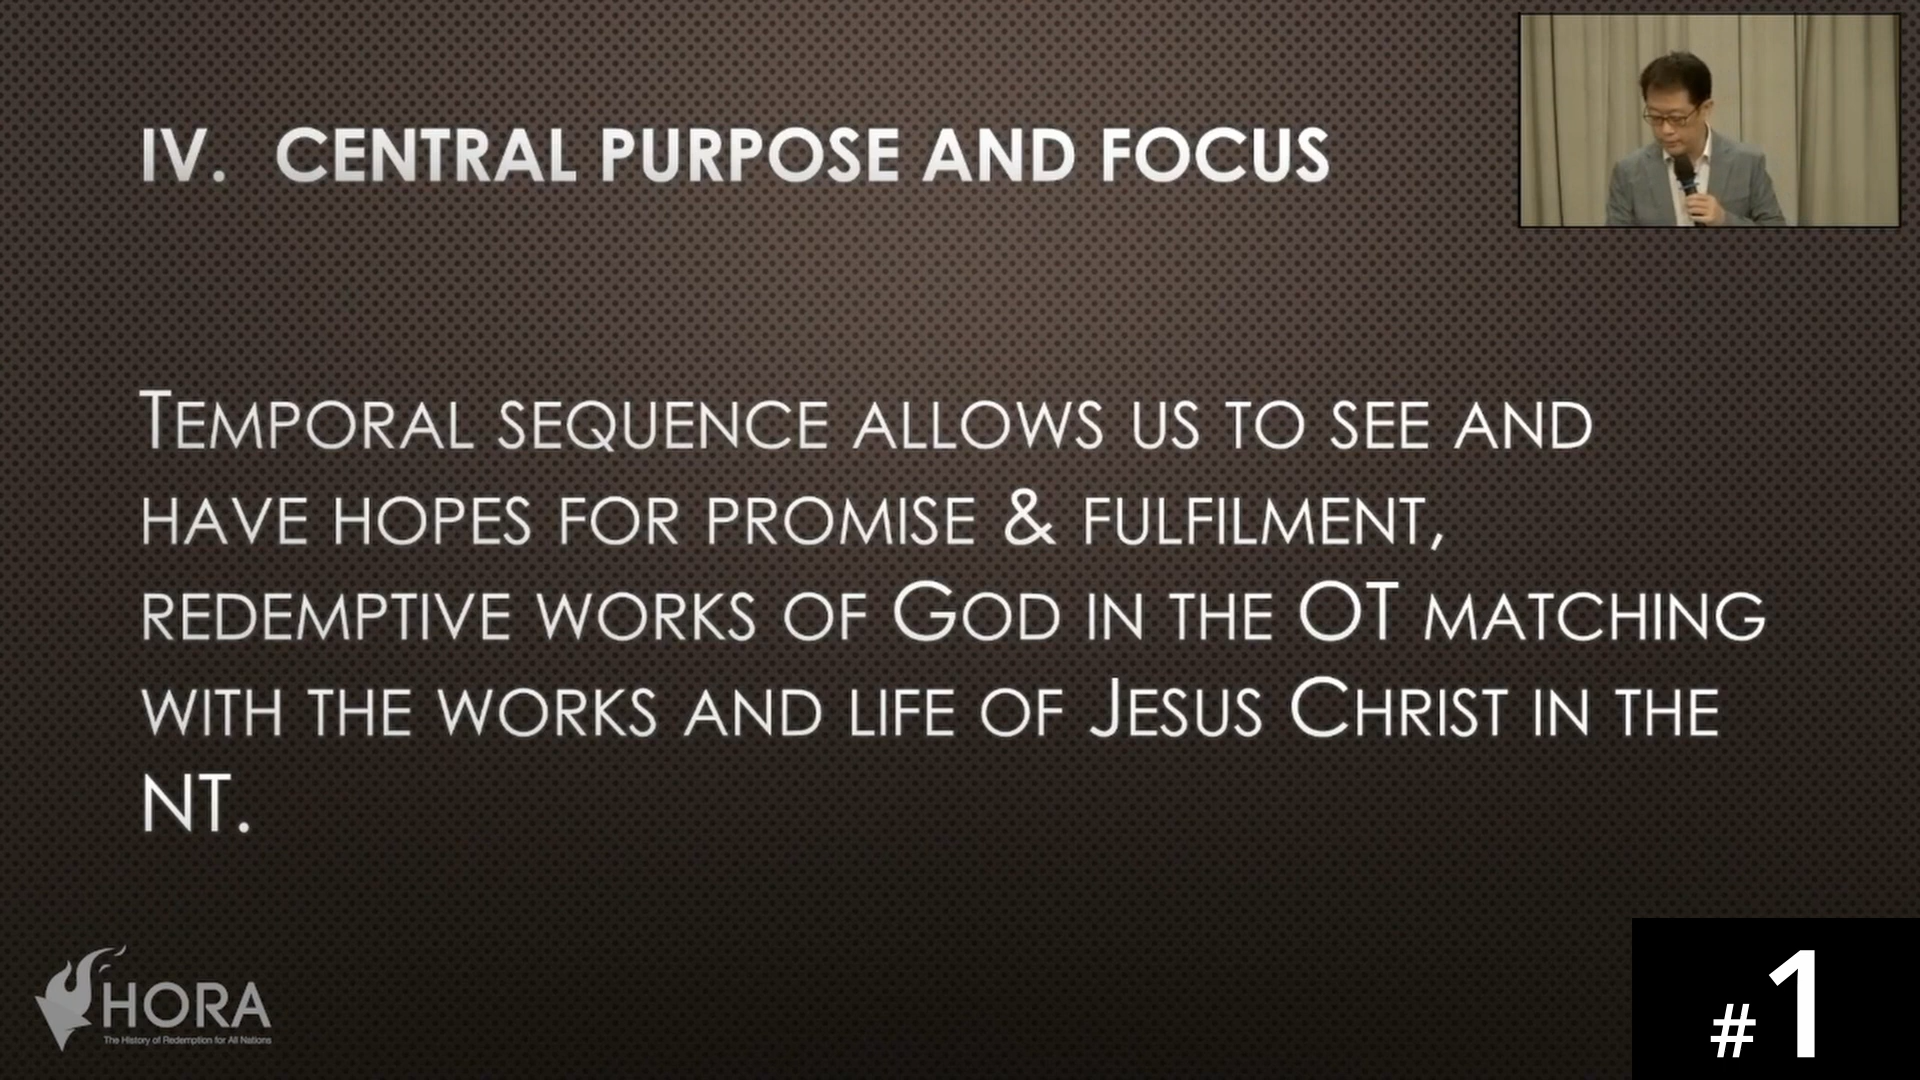 IV. CENTRAL PURPOSE AND FOCUS
TEMPORAL SEQUENCE ALLOWS US TO SEE AND
HAVE HOPES FOR PROMISE & FULFILMENT,
REDEMPTIVE WORKS OF GOD IN THE OT MATCHING
WITH THE WORKS AND LIFE OF JESUS CHRIST IN THE
NT.
HORA
The History of Redemption for All Nations
#1